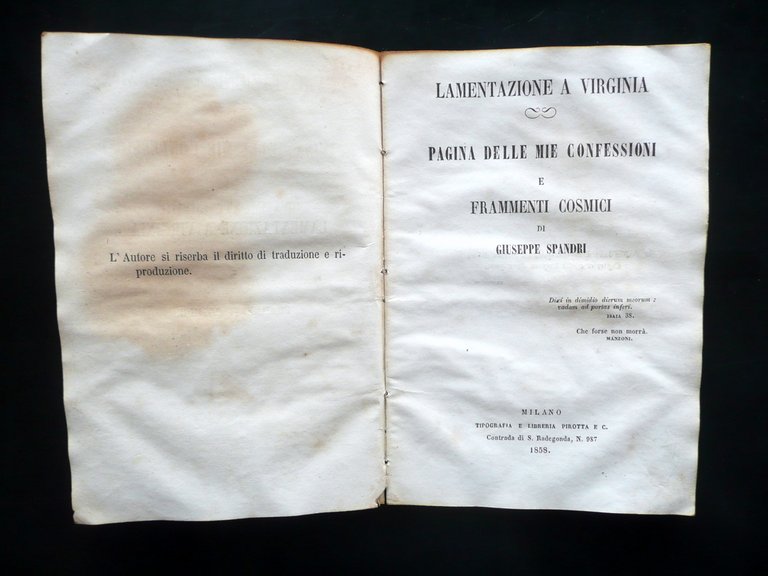 L' Autore si riserba il diritto di traduzione e ri-
produzione.
LAMENTAZIONE A VIRGINIA
PAGINA DELLE MIE CONFESSIONI
E
FRAMMENTI COSMICI
DI
GIUSEPPE SPANDRI
Dixi in dimidio dierum meorum :
vadam ad portas inferi.
ISAIA 38.
Che forse non morrà.
MANZONI.
MILANO
TIPOGRAFIA E LIBRERIA PIROTTA E C.
Contrada di S. Radegonda, N. 987
1858.